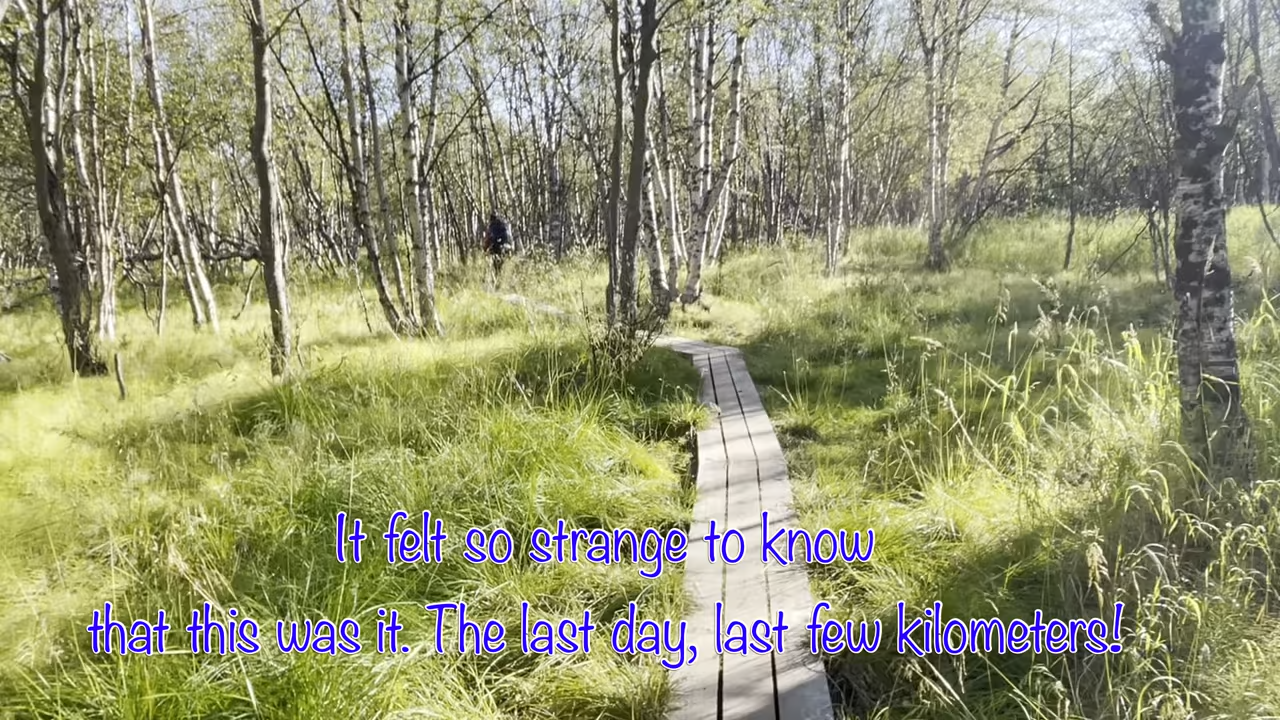 It felt so strange to know
that this was it. The last day, last few kilometers!